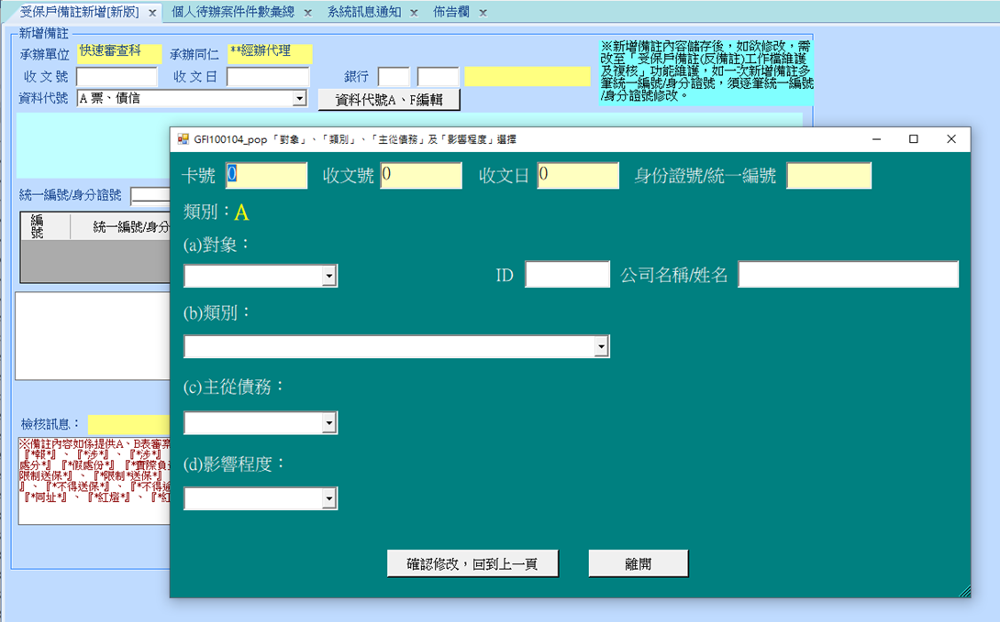 受保戶備註新增[新版] x 個人待辦案件件數彙總 x 系統訊息通知 x 佈告欄 x
新增備註
承辦單位 快速審查科 承辦同仁 **經辦代理
收文號 收文日 銀行
資料代號 A 票、債信 資料代號A、F編輯
※新增備註內容儲存後，如欲修改，需
改至「受保戶備註(反備註)工作檔維護
及複核」功能維護，如一次新增備註多
筆統一編號/身分證號，須逐筆統一編號
/身分證號修改。
GFI100104_pop「對象」、「類別」、「主從債務」及「影響程度」選擇
卡號 0 收文號 0 收文日 0 身份證號/統一編號
類別：A
(a)對象：
ID 公司名稱/姓名
(b)類別：
(c)主從債務：
(d)影響程度：
確認修改，回到上一頁 離開
統一編號/身分證號
編號 統一編號/身分
檢核訊息：
※備註內容如係提供A、B表審案
『*報*』、『*涉*』、『*涉*』
處分*』『*假處份*』『*實際負
限制送保*』、『*限制*送保*』
』、『*不得送保*』、『*不得
『*同址*』、『*紅燈*』、『*紅